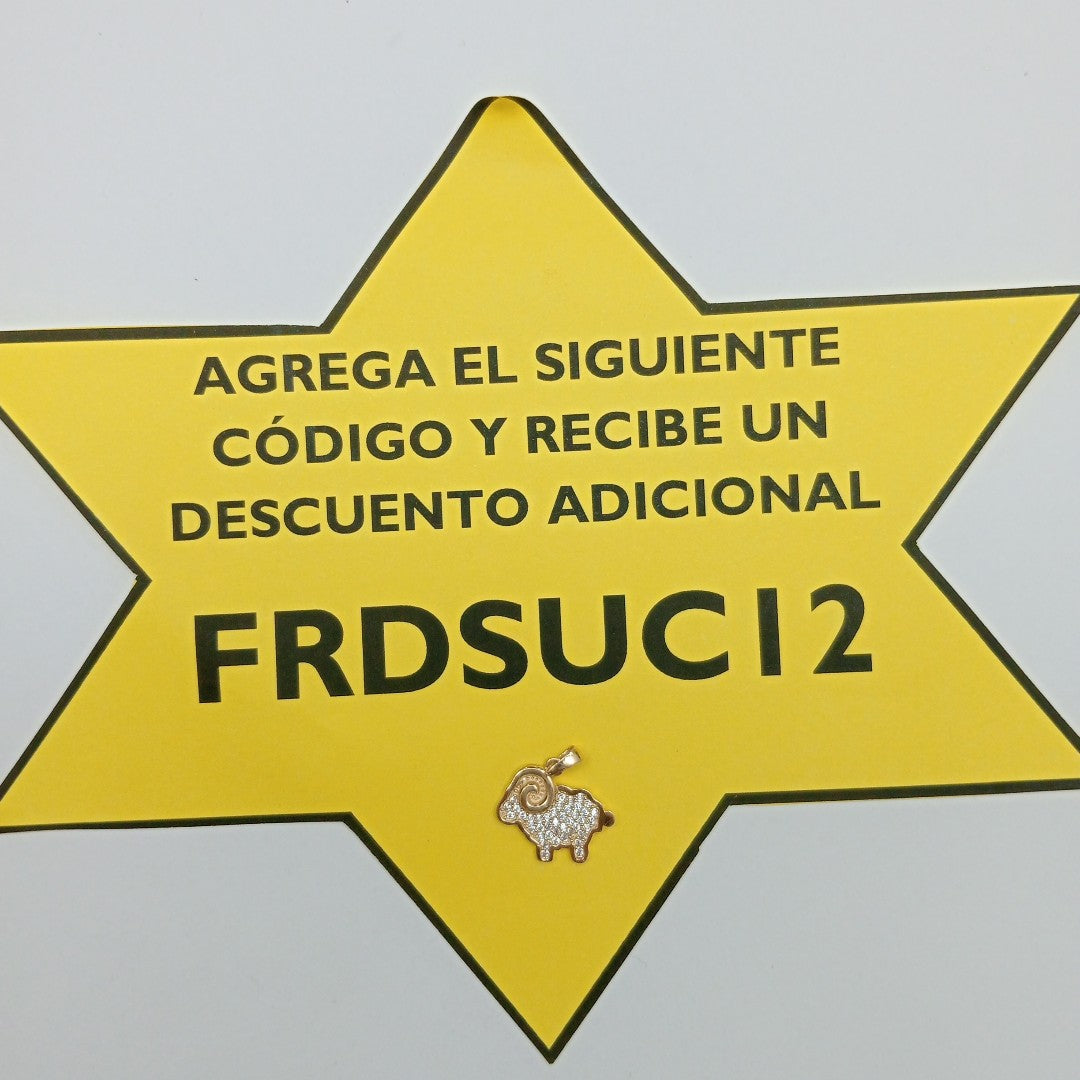 AGREGA EL SIGUIENTE
CÓDIGO Y RECIBE UN
DESCUENTO ADICIONAL
FRDSUC12